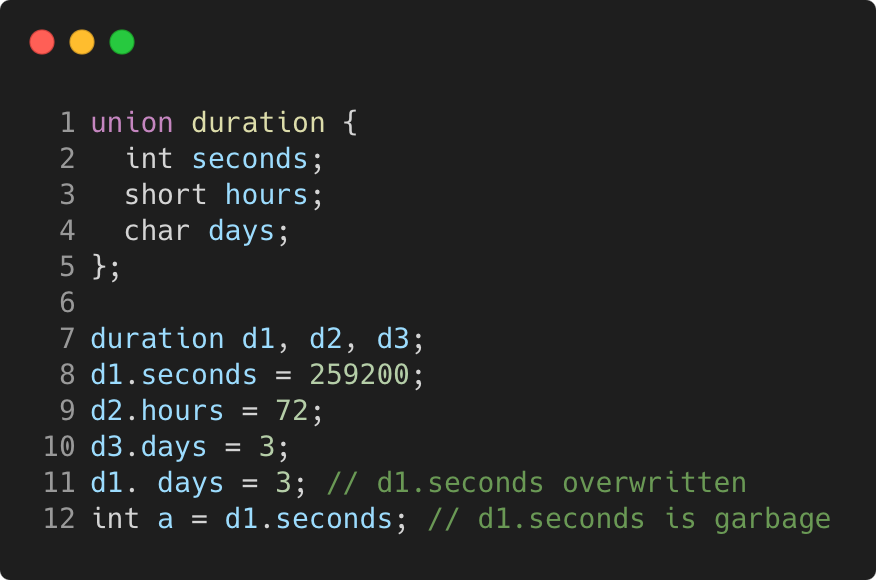 1 union duration {
2   int seconds;
3   short hours;
4   char days;
5 };
6
7 duration d1, d2, d3;
8 d1.seconds = 259200;
9 d2.hours = 72;
10 d3.days = 3;
11 d1. days = 3; // d1.seconds overwritten
12 int a = d1.seconds; // d1.seconds is garbage